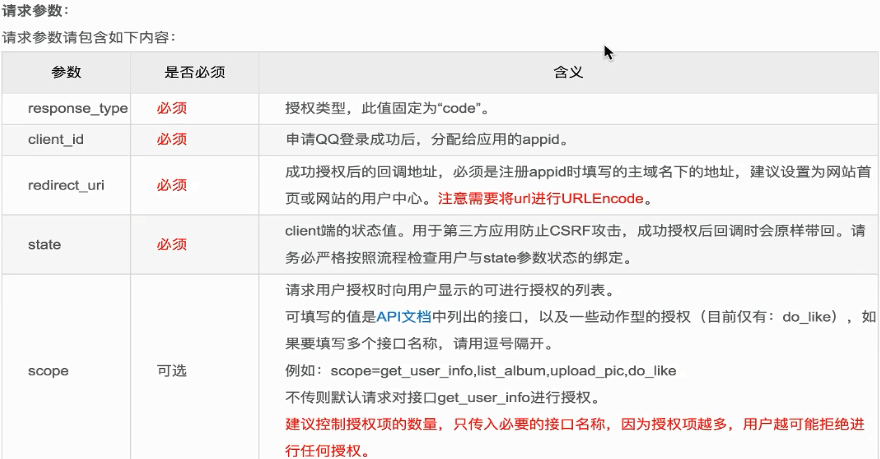 请求参数：
请求参数请包含如下内容：
参数 是否必须 含义
response_type 必须 授权类型，此值固定为“code”。
client_id 必须 申请QQ登录成功后，分配给应用的appid。
redirect_uri 必须 成功授权后的回调地址，必须是注册appid时填写的主域名下的地址，建议设置为网站首
页或网站的用户中心。注意需要将url进行URLEncode。
state 必须 client端的状态值。用于第三方应用防止CSRF攻击，成功授权后回调时会原样带回。请
务必严格按照流程检查用户与state参数状态的绑定。
scope 可选 请求用户授权时向用户显示的可进行授权的列表。
可填写的值是API文档中列出的接口，以及一些动作型的授权（目前仅有：do_like），如
果要填写多个接口名称，请用逗号隔开。
例如：scope=get_user_info,list_album,upload_pic,do_like
不传则默认请求对接口get_user_info进行授权。
建议控制授权项的数量，只传入必要的接口名称，因为授权项越多，用户越可能拒绝进
行任何授权。